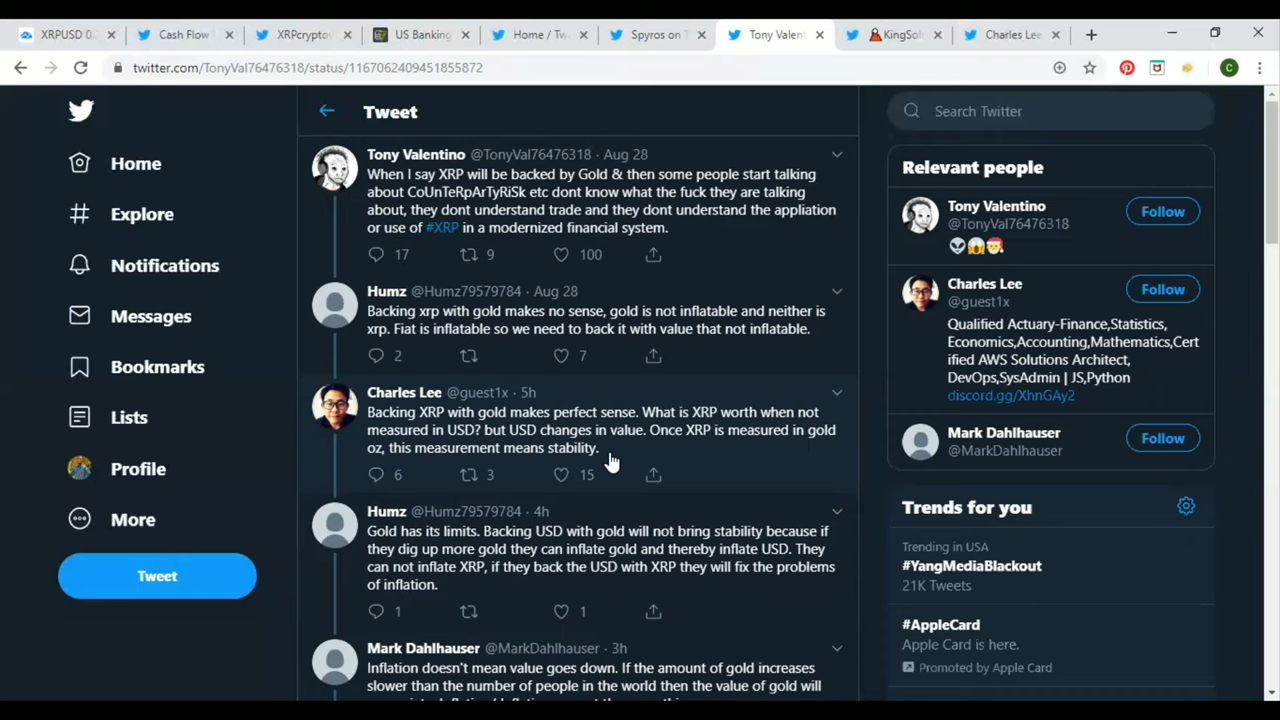 XRPUSD 0.
Cash Flow
XRPcryptov
US Banking
Home / Tw
Spyros on T
Tony Valent
KingSol
Charles Lee
twitter.com/TonyVal76476318/status/1167062409451855872
C
Home
Explore
Notifications
Messages
Bookmarks
Lists
Profile
More
Tweet
Tweet
Tony Valentino @TonyVal76476318 · Aug 28
When I say XRP will be backed by Gold & then some people start talking
about CoUnTeRpArTyRiSk etc dont know what the fuck they are talking
about, they dont understand trade and they dont understand the appliation
or use of #XRP in a modernized financial system.
17 9 100
Humz @Humz79579784 · Aug 28
Backing xrp with gold makes no sense, gold is not inflatable and neither is
xrp. Fiat is inflatable so we need to back it with value that not inflatable.
2 7
Charles Lee @guest1x · 5h
Backing XRP with gold makes perfect sense. What is XRP worth when not
measured in USD? but USD changes in value. Once XRP is measured in gold
oz, this measurement means stability.
6 3 15
Humz @Humz79579784 · 4h
Gold has its limits. Backing USD with gold will not bring stability because if
they dig up more gold they can inflate gold and thereby inflate USD. They
can not inflate XRP, if they back the USD with XRP they will fix the problems
of inflation.
1 1
Mark Dahlhauser @MarkDahlhauser · 3h
Inflation doesn't mean value goes down. If the amount of gold increases
slower than the number of people in the world then the value of gold will
Search Twitter
Relevant people
Tony Valentino
@TonyVal76476318
Follow
Charles Lee
@guest1x
Follow
Qualified Actuary-Finance,Statistics,
Economics,Accounting,Mathematics,Cert
ified AWS Solutions Architect,
DevOps,SysAdmin | JS,Python
discord.gg/XhnGAy2
Mark Dahlhauser
@MarkDahlhauser
Follow
Trends for you
Trending in USA
#YangMediaBlackout
21K Tweets
#AppleCard
Apple Card is here.
Promoted by Apple Card